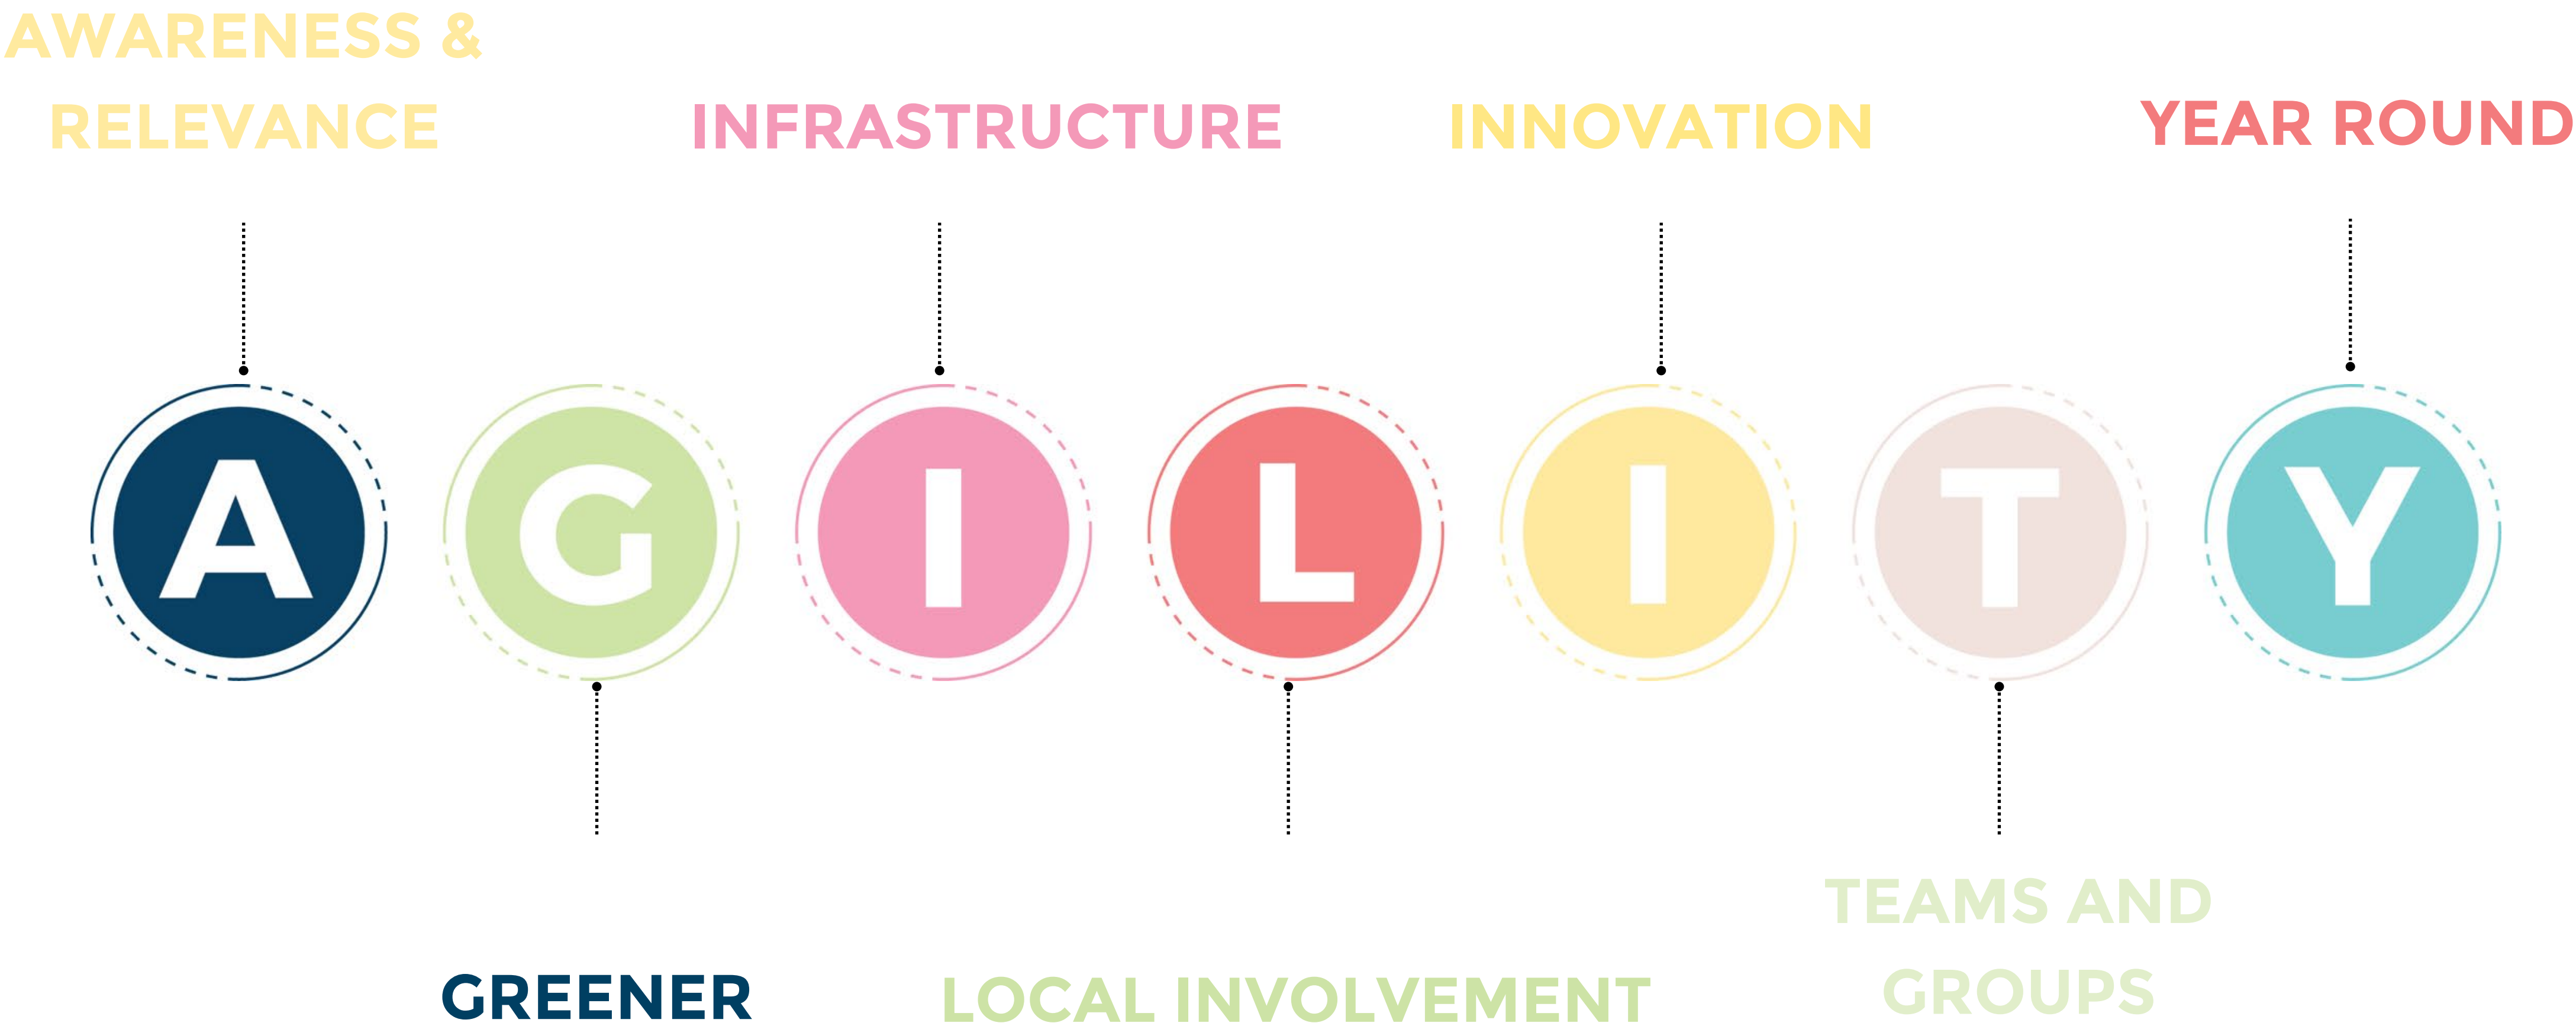 AWARENESS &
RELEVANCE
INFRASTRUCTURE
INNOVATION
YEAR ROUND
A G I L I T Y
GREENER
LOCAL INVOLVEMENT
TEAMS AND
GROUPS